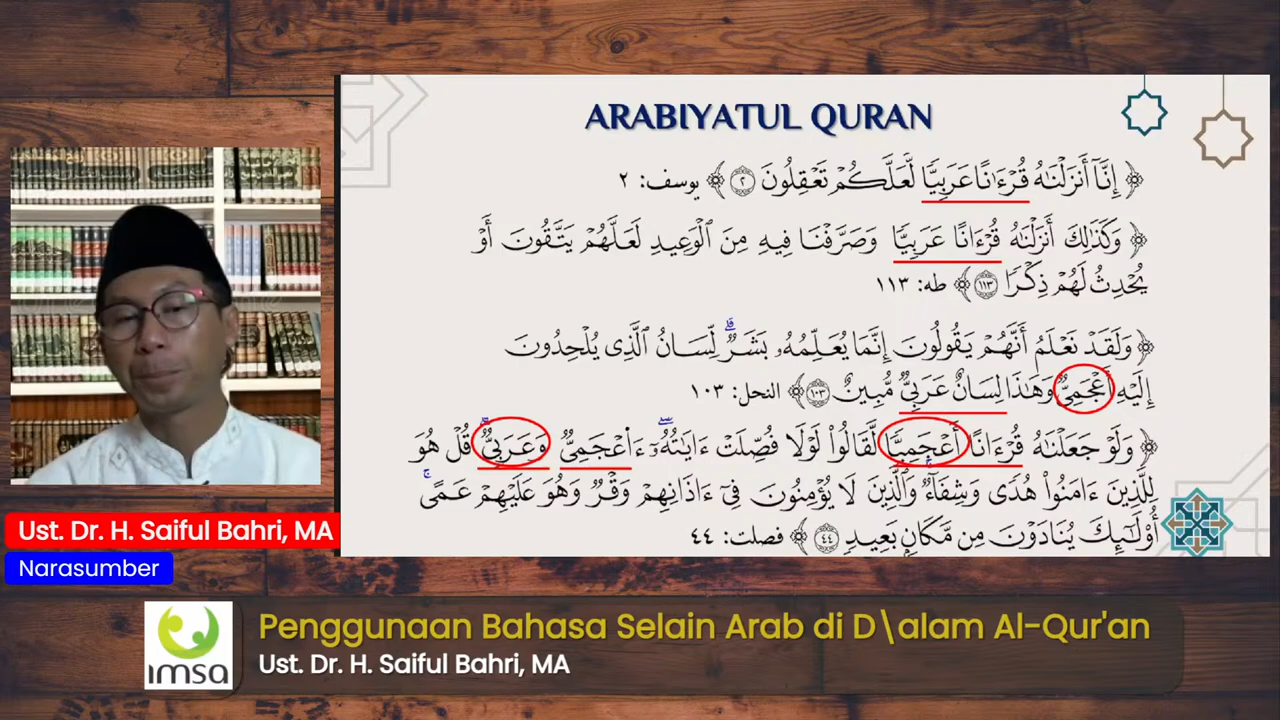 ARABIYATUL QURAN
﴿ إِنَّآ أَنزَلْنَٰهُ قُرْءَٰنًا عَرَبِيًّا لَّعَلَّكُمْ تَعْقِلُونَ ٢ ﴾ يوسف: ٢
﴿ وَكَذَٰلِكَ أَنزَلْنَٰهُ قُرْءَانًا عَرَبِيًّا وَصَرَّفْنَا فِيهِ مِنَ ٱلْوَعِيدِ لَعَلَّهُمْ يَتَّقُونَ أَوْ
يُحْدِثُ لَهُمْ ذِكْرًا ١١٣ ﴾ طه: ١١٣
﴿ وَلَقَدْ نَعْلَمُ أَنَّهُمْ يَقُولُونَ إِنَّمَا يُعَلِّمُهُۥ بَشَرٌۗ لِّسَانُ ٱلَّذِى يُلْحِدُونَ
إِلَيْهِ أَعْجَمِىٌّ وَهَٰذَا لِسَانٌ عَرَبِىٌّ مُّبِينٌ ١٠٣ ﴾ النحل: ١٠٣
﴿ وَلَوْ جَعَلْنَٰهُ قُرْءَانًا أَعْجَمِيًّا لَّقَالُوا۟ لَوْلَا فُصِّلَتْ ءَايَٰتُهُۥٓۖ ءَا۬عْجَمِىٌّ وَعَرَبِىٌّۗ قُلْ هُوَ
لِلَّذِينَ ءَامَنُوا۟ هُدًى وَشِفَآءٌۖ وَٱلَّذِينَ لَا يُؤْمِنُونَ فِىٓ ءَاذَانِهِمْ وَقْرٌ وَهُوَ عَلَيْهِمْ عَمًىۚ
أُو۟لَٰٓئِكَ يُنَادَوْنَ مِن مَّكَانٍۭ بَعِيدٍ ٤٤ ﴾ فصلت: ٤٤
Ust. Dr. H. Saiful Bahri, MA
Narasumber
imsa
Penggunaan Bahasa Selain Arab di D\alam Al-Qur'an
Ust. Dr. H. Saiful Bahri, MA